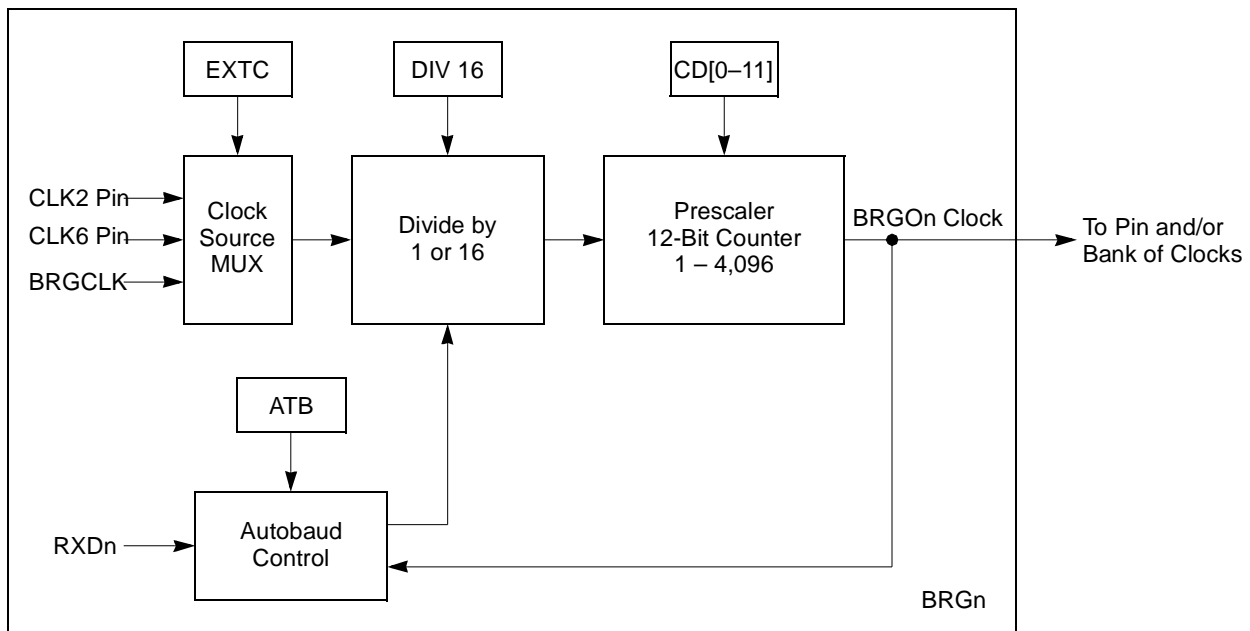 EXTC
DIV 16
CD[0–11]
CLK2 Pin
CLK6 Pin
BRGCLK
Clock
Source
MUX
Divide by
1 or 16
Prescaler
12-Bit Counter
1 – 4,096
BRGOn Clock
To Pin and/or
Bank of Clocks
ATB
RXDn
Autobaud
Control
BRGn